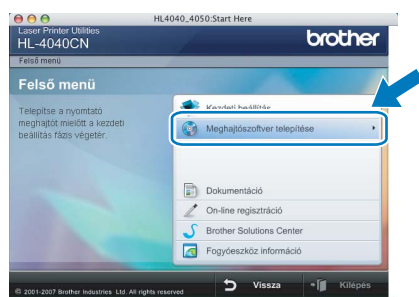 HL4040_4050:Start Here
Laser Printer Utilities
HL-4040CN
brother
Felső menü
Felső menü
Telepítse a nyomtató
meghajtót mielőtt a kezdeti
beállítás fázis végetér.
Kezdeti beállítás
Meghajtószoftver telepítése
Dokumentáció
On-line regisztráció
Brother Solutions Center
Fogyóeszköz információ
© 2001-2007 Brother Industries Ltd. All rights reserved
Vissza
Kilépés